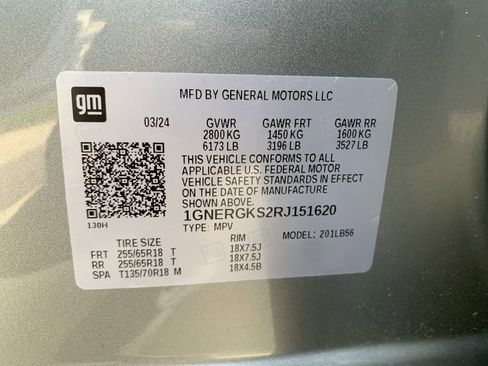 gm
MFD BY GENERAL MOTORS LLC
03/24 GVWR GAWR FRT GAWR RR
2800 KG 1450 KG 1600 KG
6173 LB 3196 LB 3527 LB
THIS VEHICLE CONFORMS TO ALL
APPLICABLE U.S. FEDERAL MOTOR
VEHICLE SAFETY STANDARDS IN
EFFECT ON THE DATE OF MANUFACTURE
SHOWN ABOVE.
1GNERGKS2RJ151620
130H TYPE: MPV MODEL: 201LB56
TIRE SIZE RIM
FRT 255/65R18 T 18X7.5J
RR 255/65R18 T 18X7.5J
SPA T135/70R18 M 18X4.5B